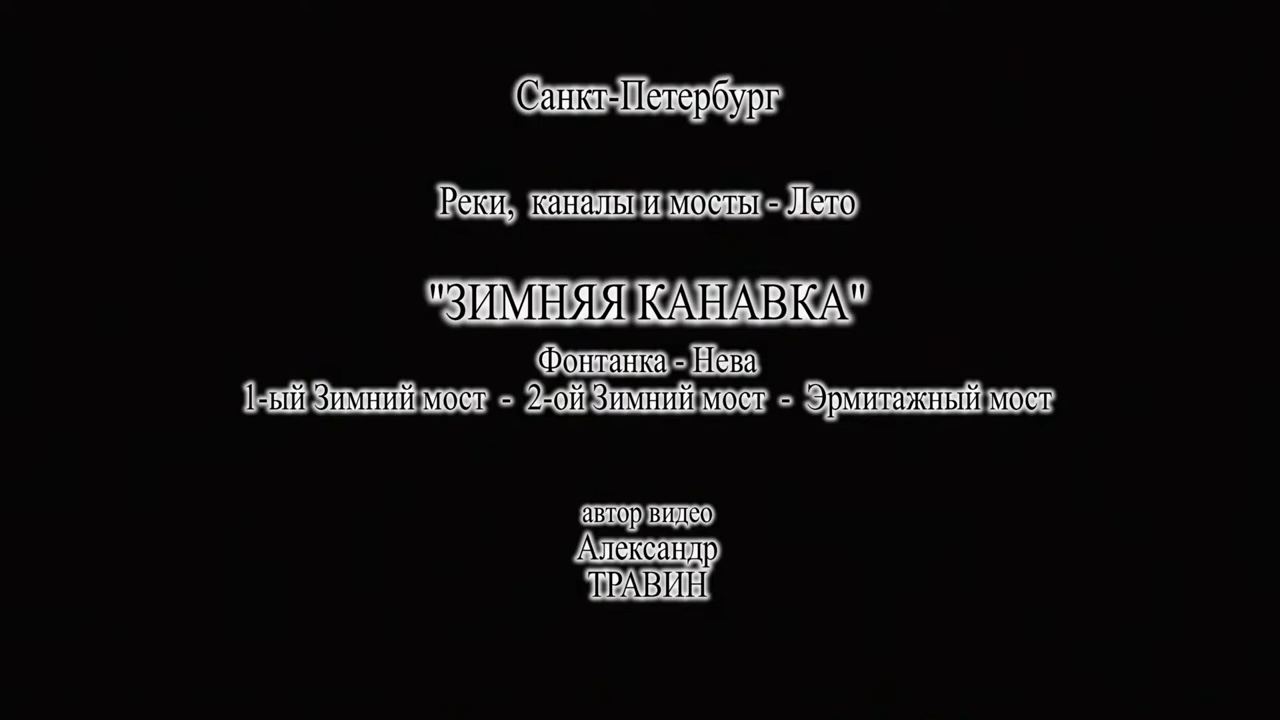 Санкт-Петербург
Реки, каналы и мосты - Лето
"ЗИМНЯЯ КАНАВКА"
Фонтанка - Нева
1-ый Зимний мост - 2-ой Зимний мост - Эрмитажный мост
автор видео
Александр
ТРАВИН